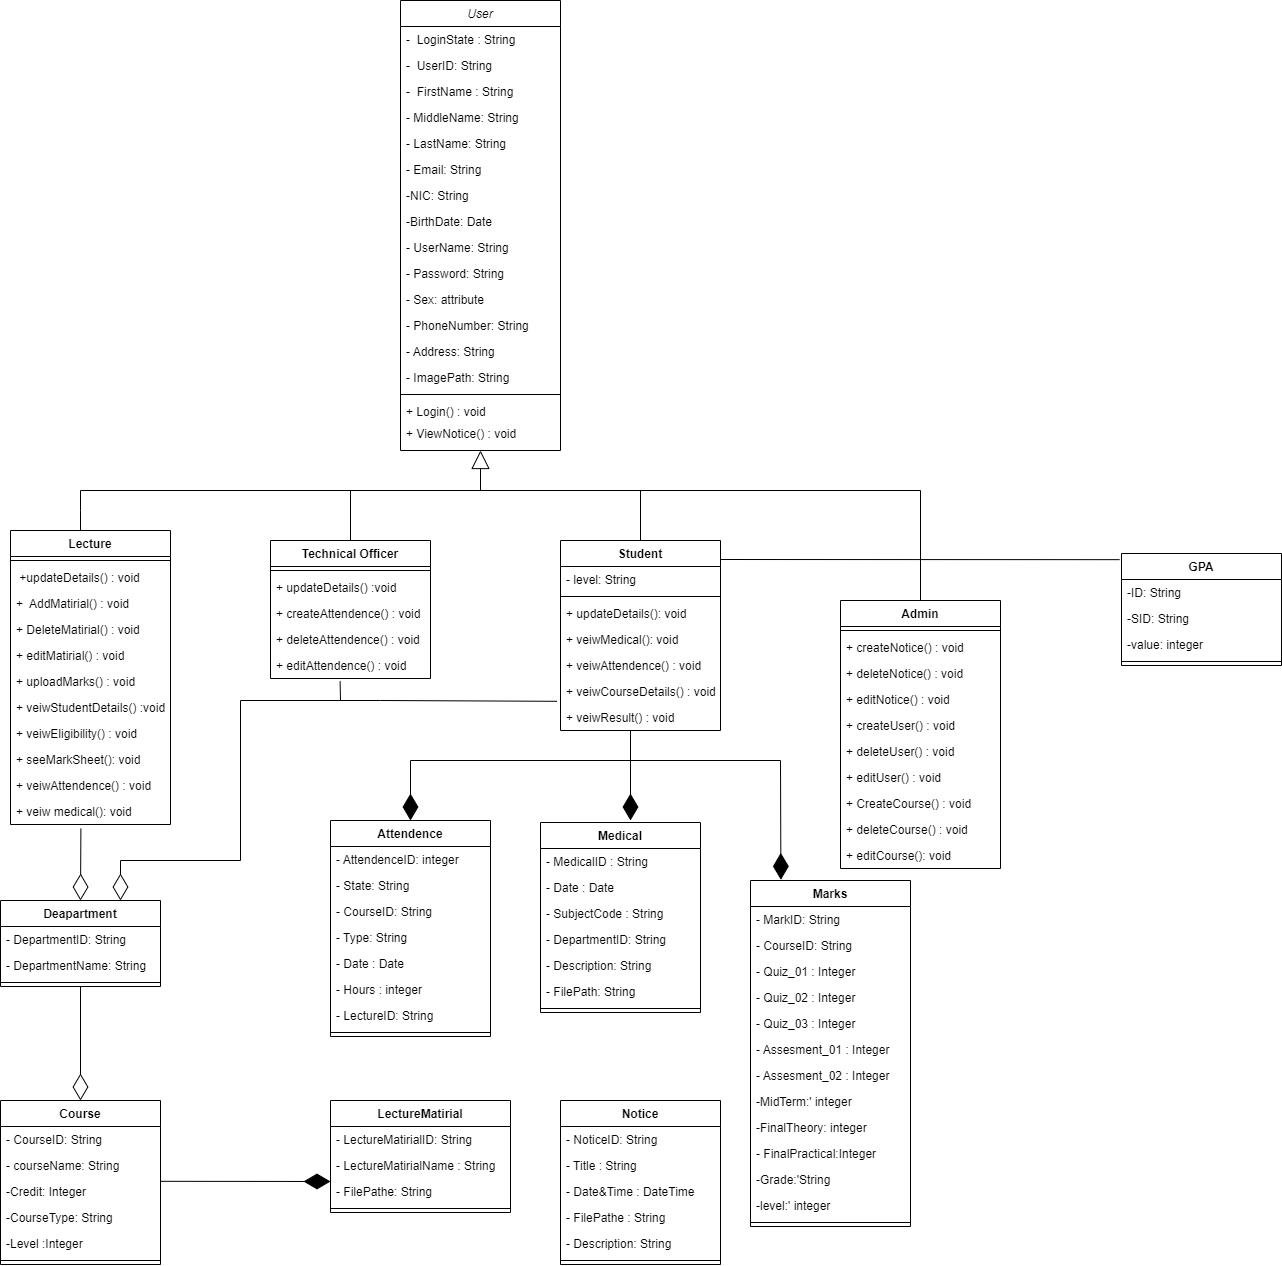 User
- LoginState : String
- UserID: String
- FirstName : String
- MiddleName: String
- LastName: String
- Email: String
-NIC: String
-BirthDate: Date
- UserName: String
- Password: String
- Sex: attribute
- PhoneNumber: String
- Address: String
- ImagePath: String
+ Login() : void
+ ViewNotice() : void
Lecture
+updateDetails() : void
+ AddMatirial() : void
+ DeleteMatirial() : void
+ editMatirial() : void
+ uploadMarks() : void
+ veiwStudentDetails() :void
+ veiwEligibility() : void
+ seeMarkSheet(): void
+ veiwAttendence() : void
+ veiw medical(): void
Technical Officer
+ updateDetails() :void
+ createAttendence() : void
+ deleteAttendence() : void
+ editAttendence() : void
Student
- level: String
+ updateDetails(): void
+ veiwMedical(): void
+ veiwAttendence() : void
+ veiwCourseDetails() : void
+ veiwResult() : void
Admin
+ createNotice() : void
+ deleteNotice() : void
+ editNotice() : void
+ createUser() : void
+ deleteUser() : void
+ editUser() : void
+ CreateCourse() : void
+ deleteCourse() : void
+ editCourse(): void
GPA
-ID: String
-SID: String
-value: integer
Deapartment
- DepartmentID: String
- DepartmentName: String
Attendence
- AttendenceID: integer
- State: String
- CourseID: String
- Type: String
- Date : Date
- Hours : integer
- LectureID: String
Medical
- MedicalID : String
- Date : Date
- SubjectCode : String
- DepartmentID: String
- Description: String
- FilePath: String
Marks
- MarkID: String
- CourseID: String
- Quiz_01 : Integer
- Quiz_02 : Integer
- Quiz_03 : Integer
- Assesment_01 : Integer
- Assesment_02 : Integer
-MidTerm:' integer
-FinalTheory: integer
- FinalPractical:Integer
-Grade:'String
-level:' integer
Course
- CourseID: String
- courseName: String
-Credit: Integer
-CourseType: String
-Level :Integer
LectureMatirial
- LectureMatirialID: String
- LectureMatirialName : String
- FilePathe: String
Notice
- NoticeID: String
- Title : String
- Date&Time : DateTime
- FilePathe : String
- Description: String